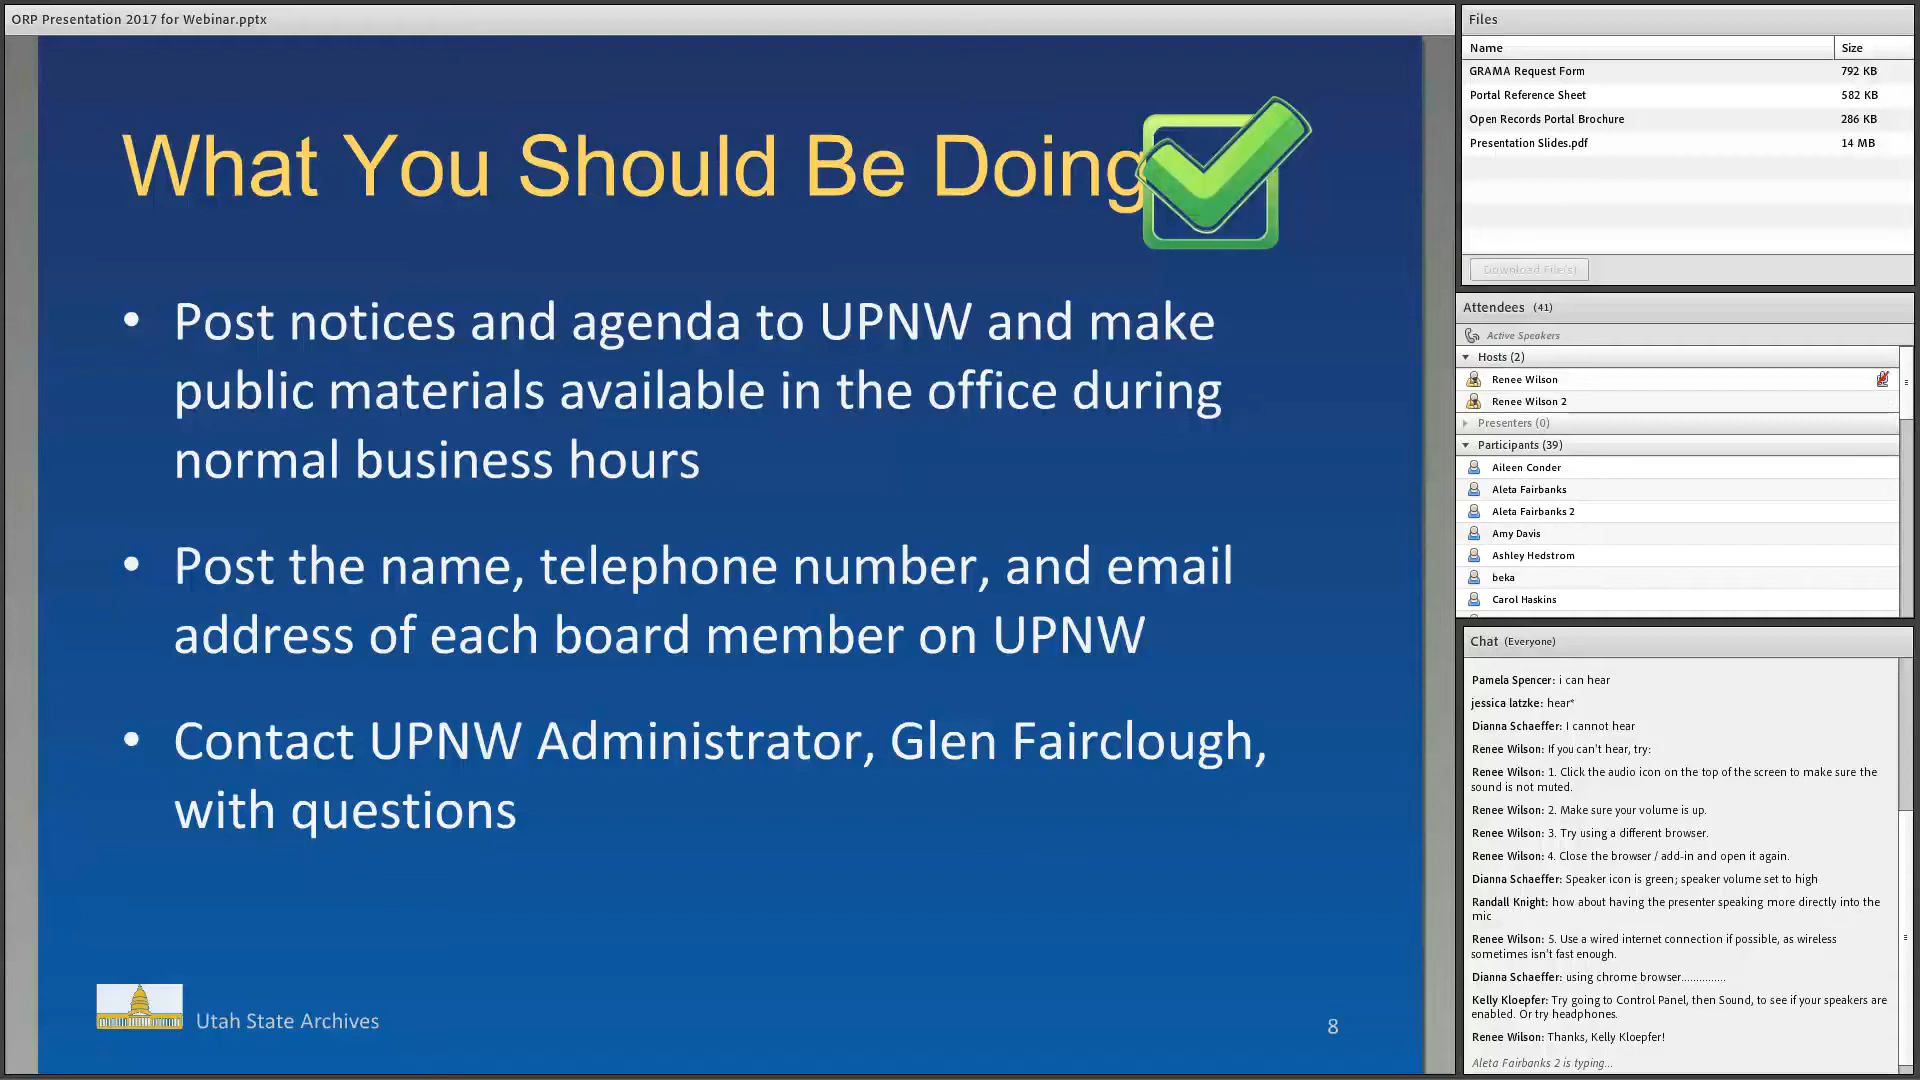 ORP Presentation 2017 for Webinar.pptx
What You Should Be Doing
• Post notices and agenda to UPNW and make
public materials available in the office during
normal business hours
• Post the name, telephone number, and email
address of each board member on UPNW
• Contact UPNW Administrator, Glen Fairclough,
with questions
Utah State Archives
8
Files
Name Size
GRAMA Request Form 792 KB
Portal Reference Sheet 582 KB
Open Records Portal Brochure 286 KB
Presentation Slides.pdf 14 MB
Download File(s)
Attendees (41)
Active Speakers
Hosts (2)
Renee Wilson
Renee Wilson 2
Presenters (0)
Participants (39)
Aileen Conder
Aleta Fairbanks
Aleta Fairbanks 2
Amy Davis
Ashley Hedstrom
beka
Carol Haskins
Chat (Everyone)
Pamela Spencer: i can hear
jessica latzke: hear*
Dianna Schaeffer: I cannot hear
Renee Wilson: If you can't hear, try:
Renee Wilson: 1. Click the audio icon on the top of the screen to make sure the
sound is not muted.
Renee Wilson: 2. Make sure your volume is up.
Renee Wilson: 3. Try using a different browser.
Renee Wilson: 4. Close the browser / add-in and open it again.
Dianna Schaeffer: Speaker icon is green; speaker volume set to high
Randall Knight: how about having the presenter speaking more directly into the
mic
Renee Wilson: 5. Use a wired internet connection if possible, as wireless
sometimes isn't fast enough.
Dianna Schaeffer: using chrome browser...............
Kelly Kloepfer: Try going to Control Panel, then Sound, to see if your speakers are
enabled. Or try headphones.
Renee Wilson: Thanks, Kelly Kloepfer!
Aleta Fairbanks 2 is typing...